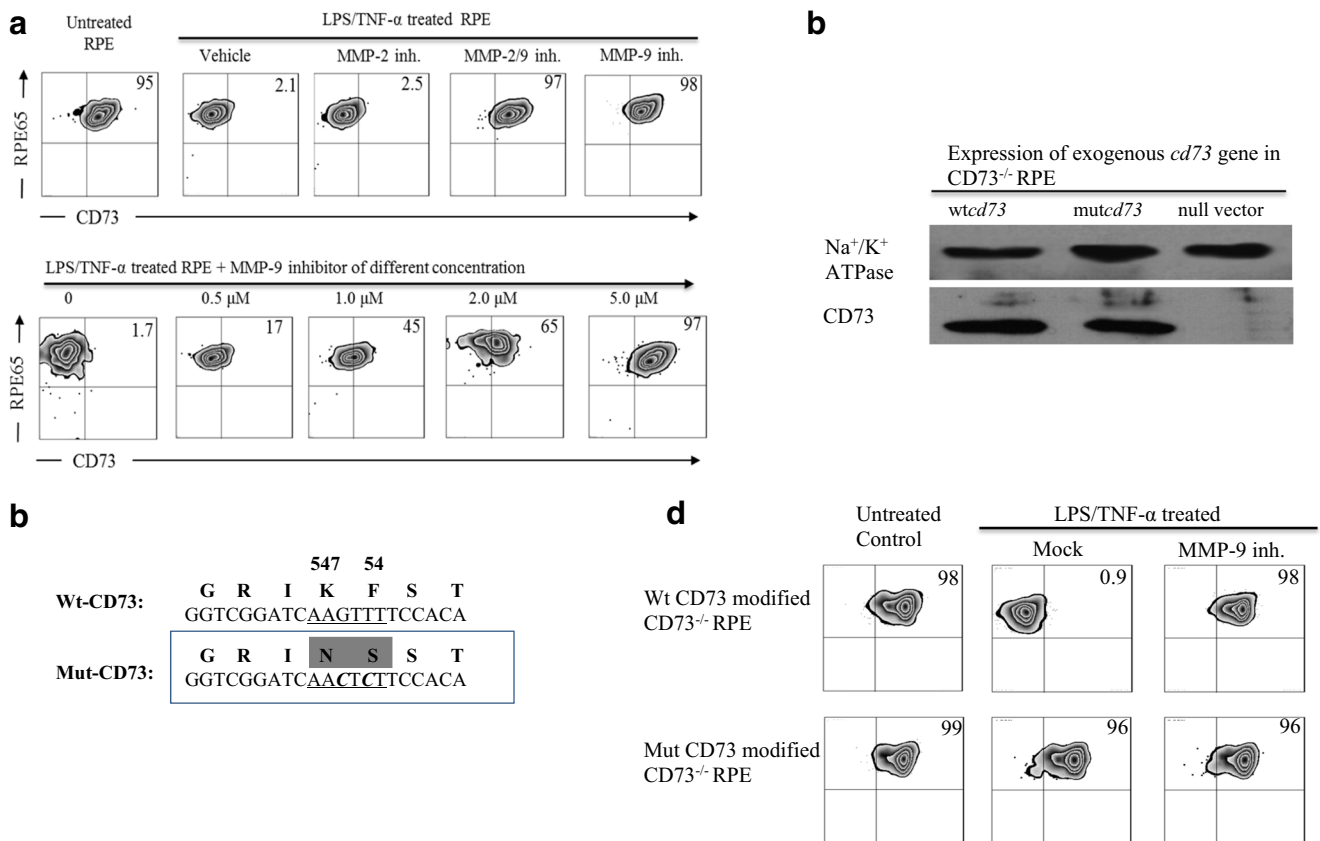 a
Untreated RPE
LPS/TNF-α treated RPE
Vehicle
MMP-2 inh.
MMP-2/9 inh.
MMP-9 inh.
95
2.1
2.5
97
98
RPE65
CD73
LPS/TNF-α treated RPE + MMP-9 inhibitor of different concentration
0
0.5 μM
1.0 μM
2.0 μM
5.0 μM
1.7
17
45
65
97
RPE65
CD73
b
Expression of exogenous cd73 gene in
CD73-/- RPE
wtcd73
mutcd73
null vector
Na+/K+
ATPase
CD73
b
547 54
Wt-CD73:
G R I K F S T
GGTCGGATCAAGTTTTCCACA
Mut-CD73:
G R I N S S T
GGTCGGATCAACTCTTCCACA
d
Untreated
Control
LPS/TNF-α treated
Mock
MMP-9 inh.
Wt CD73 modified
CD73-/- RPE
98
0.9
98
Mut CD73 modified
CD73-/- RPE
99
96
96